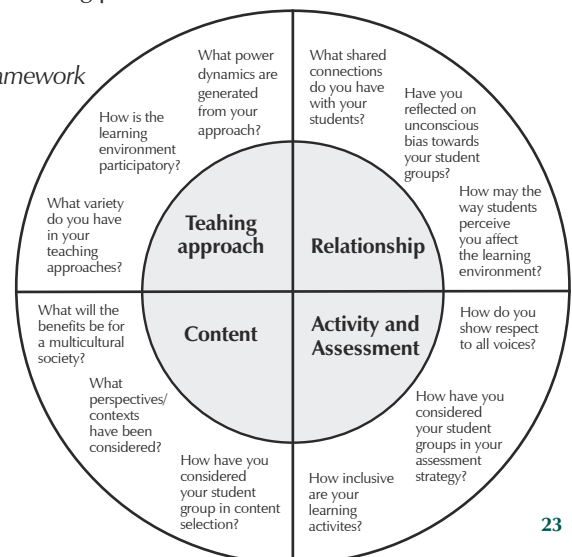 amework
What power
dynamics are
generated
from your
approach?
How is the
learning
environment
participatory?
What variety
do you have
in your
teaching
approaches?
What shared
connections
do you have
with your
students?
Have you
reflected on
unconscious
bias towards
your student
groups?
How may the
way students
perceive
you affect
the learning
environment?
Teahing
approach
Relationship
Content
Activity and
Assessment
What will the
benefits be for
a multicultural
society?
What
perspectives/
contexts
have been
considered?
How have you
considered
your student
group in content
selection?
How do you
show respect
to all voices?
How have you
considered
your student
groups in your
assessment
strategy?
How inclusive
are your
learning
activites?
23